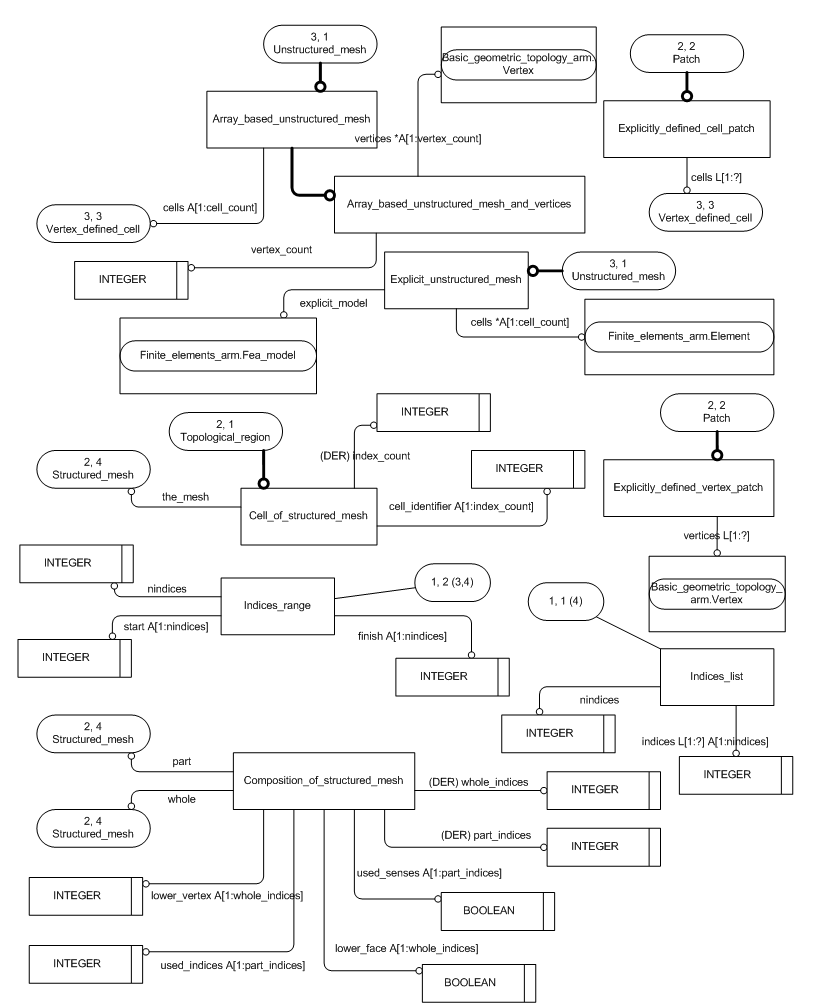 3, 1
Unstructured_mesh
Basic_geometric_topology_arm.
Vertex
2, 2
Patch
Array_based_unstructured_mesh
vertices *A[1:vertex_count]
Explicitly_defined_cell_patch
cells L[1:?]
3, 3
Vertex_defined_cell
cells A[1:cell_count]
3, 3
Vertex_defined_cell
Array_based_unstructured_mesh_and_vertices
vertex_count
INTEGER
Explicit_unstructured_mesh
3, 1
Unstructured_mesh
explicit_model
cells *A[1:cell_count]
Finite_elements_arm.Fea_model
Finite_elements_arm.Element
2, 1
Topological_region
INTEGER
2, 2
Patch
(DER) index_count
2, 4
Structured_mesh
INTEGER
the_mesh
Cell_of_structured_mesh
cell_identifier A[1:index_count]
Explicitly_defined_vertex_patch
vertices L[1:?]
INTEGER
nindices
Indices_range
1, 2 (3,4)
Basic_geometric_topology_
arm.Vertex
1, 1 (4)
start A[1:nindices]
finish A[1:nindices]
INTEGER
INTEGER
Indices_list
nindices
INTEGER
indices L[1:?] A[1:nindices]
INTEGER
2, 4
Structured_mesh
part
Composition_of_structured_mesh
whole
2, 4
Structured_mesh
(DER) whole_indices
INTEGER
(DER) part_indices
INTEGER
used_senses A[1:part_indices]
INTEGER
lower_vertex A[1:whole_indices]
BOOLEAN
lower_face A[1:whole_indices]
INTEGER
used_indices A[1:part_indices]
BOOLEAN